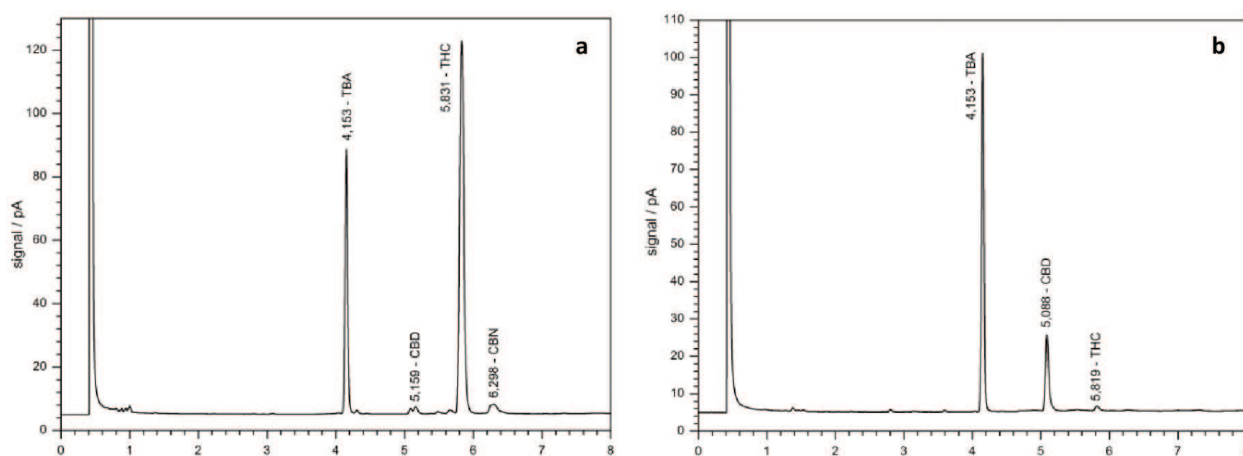 a
120
100
80
60
40
20
0
signal / pA
4,153 - TBA
5,159 - CBD
5,831 - THC
6,298 - CBN
0 1 2 3 4 5 6 7 8
b
110
100
90
80
70
60
50
40
30
20
10
0
signal / pA
4,153 - TBA
5,088 - CBD
5,819 - THC
0 1 2 3 4 5 6 7